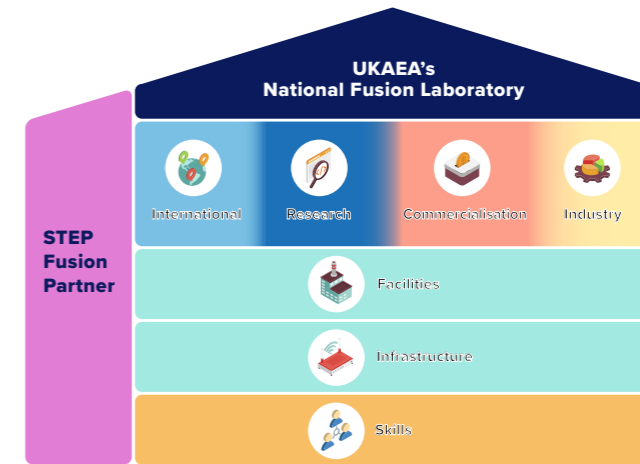 UKAEA's
National Fusion Laboratory
International
Research
Commercialisation
Industry
STEP
Fusion
Partner
Facilities
Infrastructure
Skills